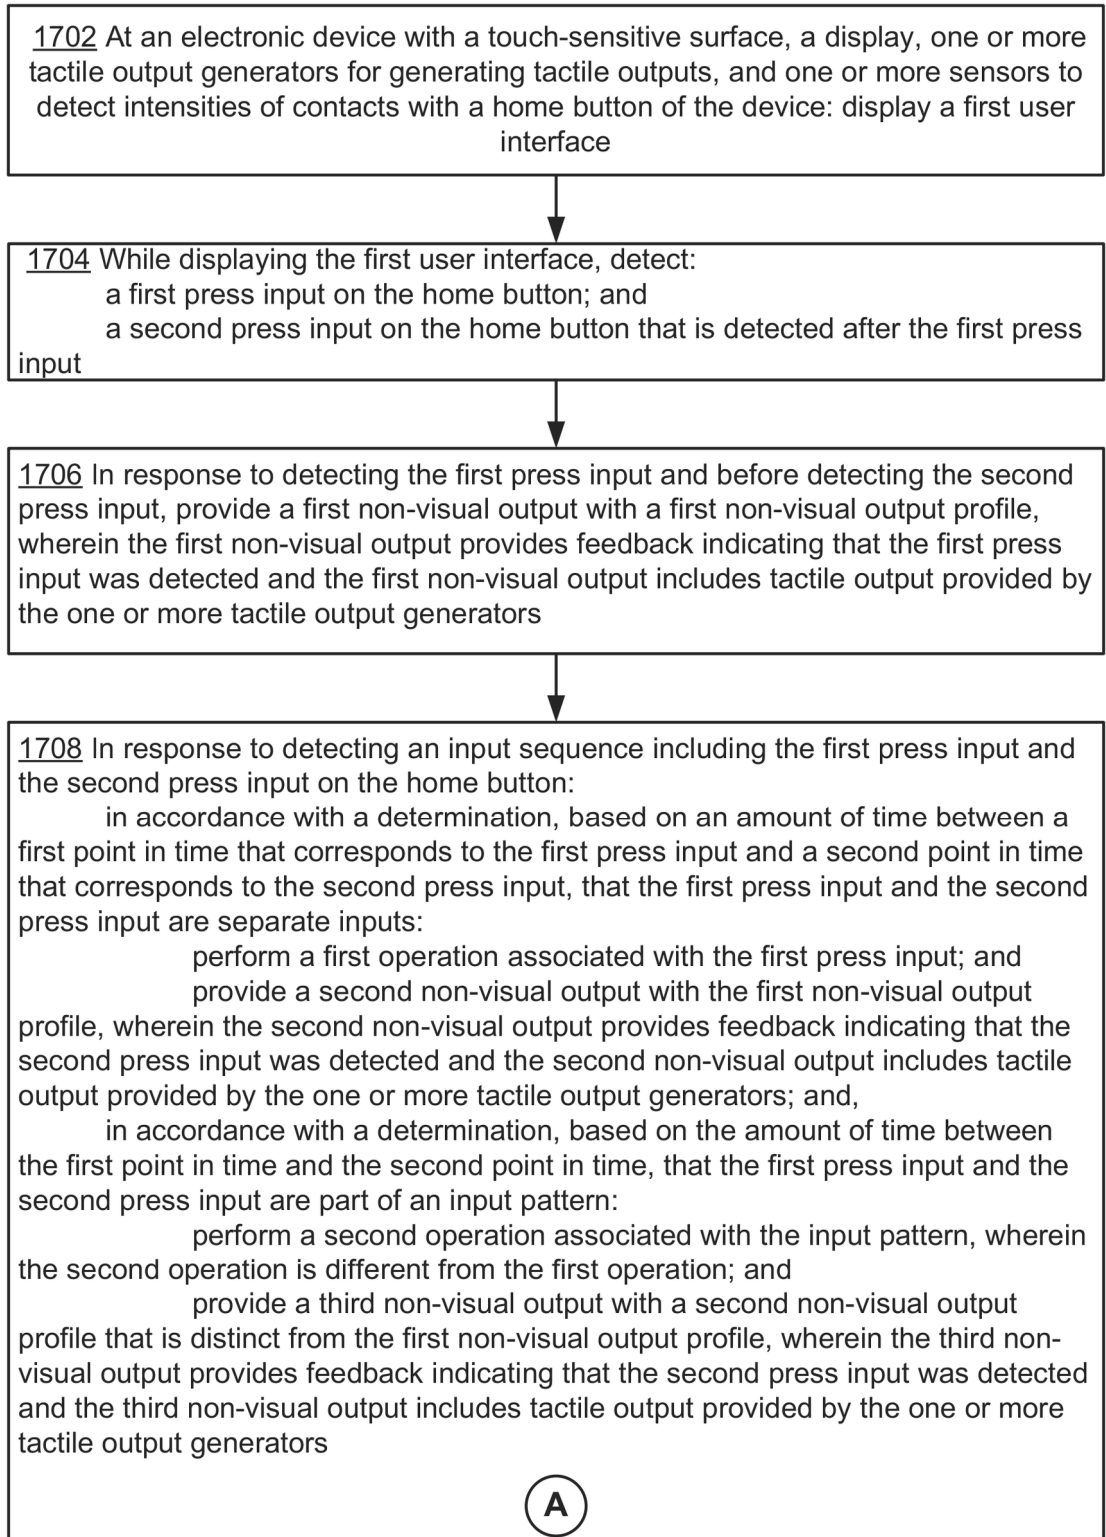 1702 At an electronic device with a touch-sensitive surface, a display, one or more
tactile output generators for generating tactile outputs, and one or more sensors to
detect intensities of contacts with a home button of the device: display a first user
interface
1704 While displaying the first user interface, detect:
a first press input on the home button; and
a second press input on the home button that is detected after the first press
input
1706 In response to detecting the first press input and before detecting the second
press input, provide a first non-visual output with a first non-visual output profile,
wherein the first non-visual output provides feedback indicating that the first press
input was detected and the first non-visual output includes tactile output provided by
the one or more tactile output generators
1708 In response to detecting an input sequence including the first press input and
the second press input on the home button:
in accordance with a determination, based on an amount of time between a
first point in time that corresponds to the first press input and a second point in time
that corresponds to the second press input, that the first press input and the second
press input are separate inputs:
perform a first operation associated with the first press input; and
provide a second non-visual output with the first non-visual output
profile, wherein the second non-visual output provides feedback indicating that the
second press input was detected and the second non-visual output includes tactile
output provided by the one or more tactile output generators; and,
in accordance with a determination, based on the amount of time between
the first point in time and the second point in time, that the first press input and the
second press input are part of an input pattern:
perform a second operation associated with the input pattern, wherein
the second operation is different from the first operation; and
provide a third non-visual output with a second non-visual output
profile that is distinct from the first non-visual output profile, wherein the third non-
visual output provides feedback indicating that the second press input was detected
and the third non-visual output includes tactile output provided by the one or more
tactile output generators
A